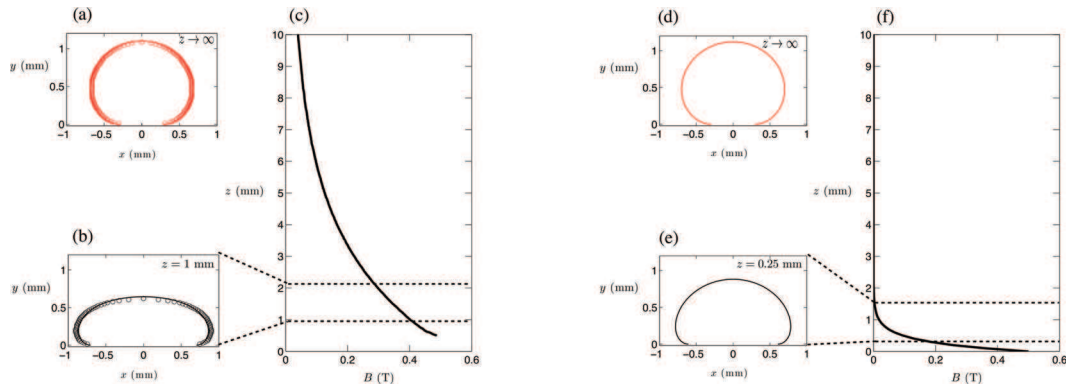 (a)
z→∞
y (mm)
1
0.5
0
−1 −0.5 0 0.5 1
x (mm)
(b)
z = 1 mm
y (mm)
1
0.5
0
−1 −0.5 0 0.5 1
x (mm)
(c)
10
9
8
7
6
5
z (mm)
4
3
2
1
0
0 0.2 0.4 0.6
B (T)
(d)
z→∞
y (mm)
1
0.5
0
−1 −0.5 0 0.5 1
x (mm)
(e)
z = 0.25 mm
y (mm)
1
0.5
0
−1 −0.5 0 0.5 1
x (mm)
(f)
10
9
8
7
6
5
z (mm)
4
3
2
1
0
0 0.2 0.4 0.6
B (T)